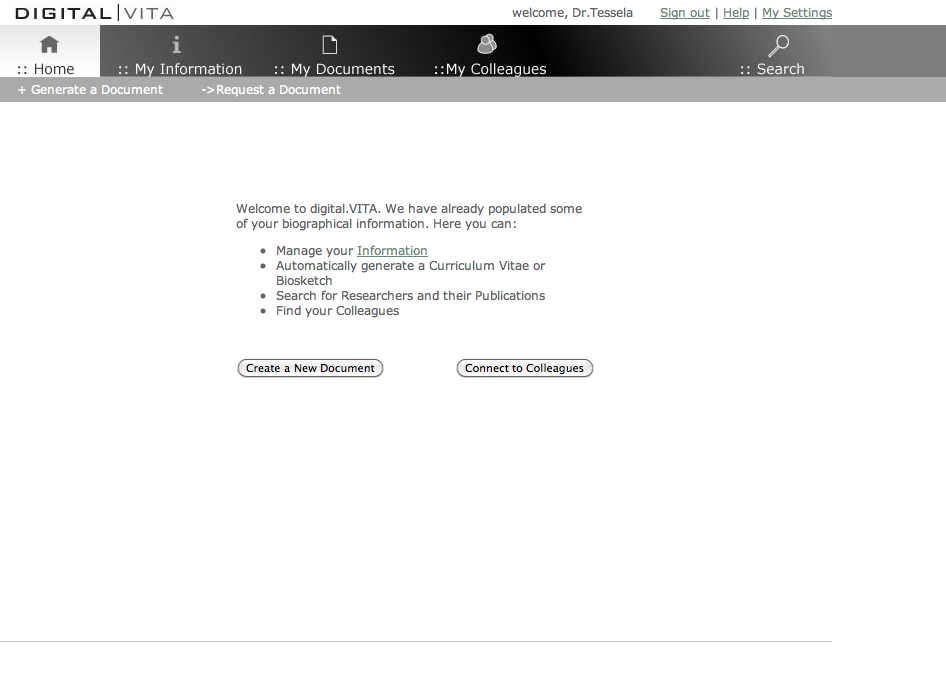 DIGITAL|VITA
welcome, Dr.Tessela Sign out | Help | My Settings
:: Home :: My Information :: My Documents ::My Colleagues :: Search
+ Generate a Document ->Request a Document
Welcome to digital.VITA. We have already populated some
of your biographical information. Here you can:
• Manage your Information
• Automatically generate a Curriculum Vitae or
Biosketch
• Search for Researchers and their Publications
• Find your Colleagues
Create a New Document Connect to Colleagues